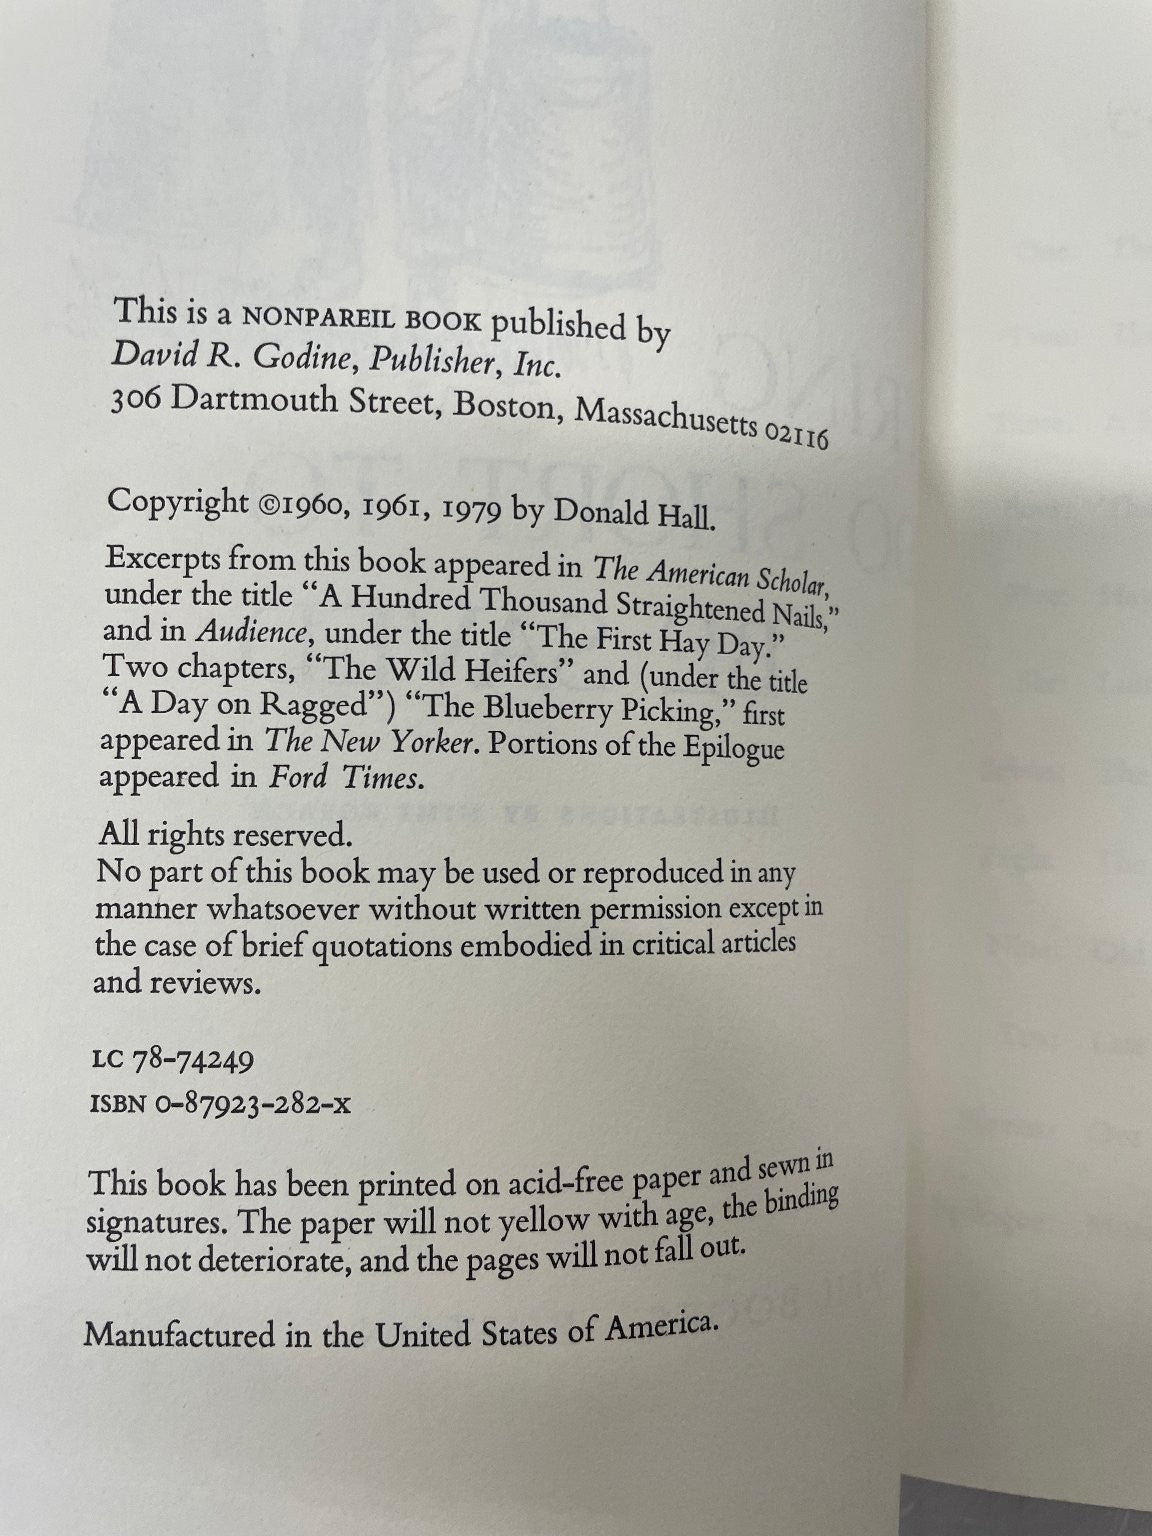 This is a NONPAREIL BOOK published by
David R. Godine, Publisher, Inc.
306 Dartmouth Street, Boston, Massachusetts 02116
Copyright ©1960, 1961, 1979 by Donald Hall.
Excerpts from this book appeared in The American Scholar,
under the title “A Hundred Thousand Straightened Nails,”
and in Audience, under the title “The First Hay Day.”
Two chapters, “The Wild Heifers” and (under the title
“A Day on Ragged”) “The Blueberry Picking,” first
appeared in The New Yorker. Portions of the Epilogue
appeared in Ford Times.
All rights reserved.
No part of this book may be used or reproduced in any
manner whatsoever without written permission except in
the case of brief quotations embodied in critical articles
and reviews.
LC 78–74249
ISBN 0–87923–282–X
This book has been printed on acid-free paper and sewn in
signatures. The paper will not yellow with age, the binding
will not deteriorate, and the pages will not fall out.
Manufactured in the United States of America.